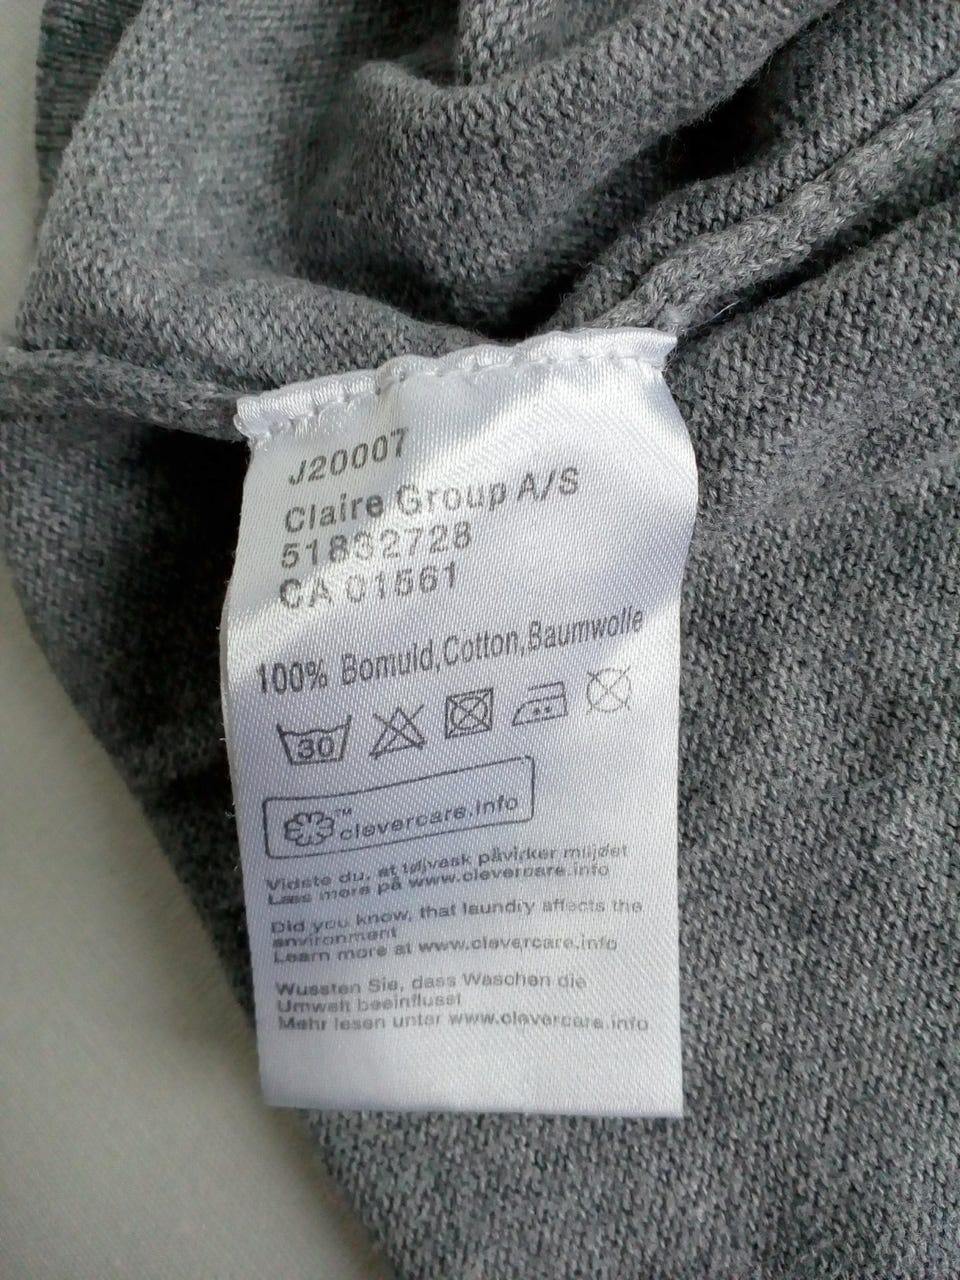 J20007
Claire Group A/S
51832728
CA 01561
100% Bomuld,Cotton,Baumwolle
30
™ clevercare.info
Vidste du, at tøjvask påvirker miljøet
Læs more på www.clevercare.info
Did you know, that laundry affects the
environment
Learn more at www.clevercare.info
Wussten Sie, dass Waschen die
Umwelt beeinflusst
Mehr lesen unter www.clevercare.info